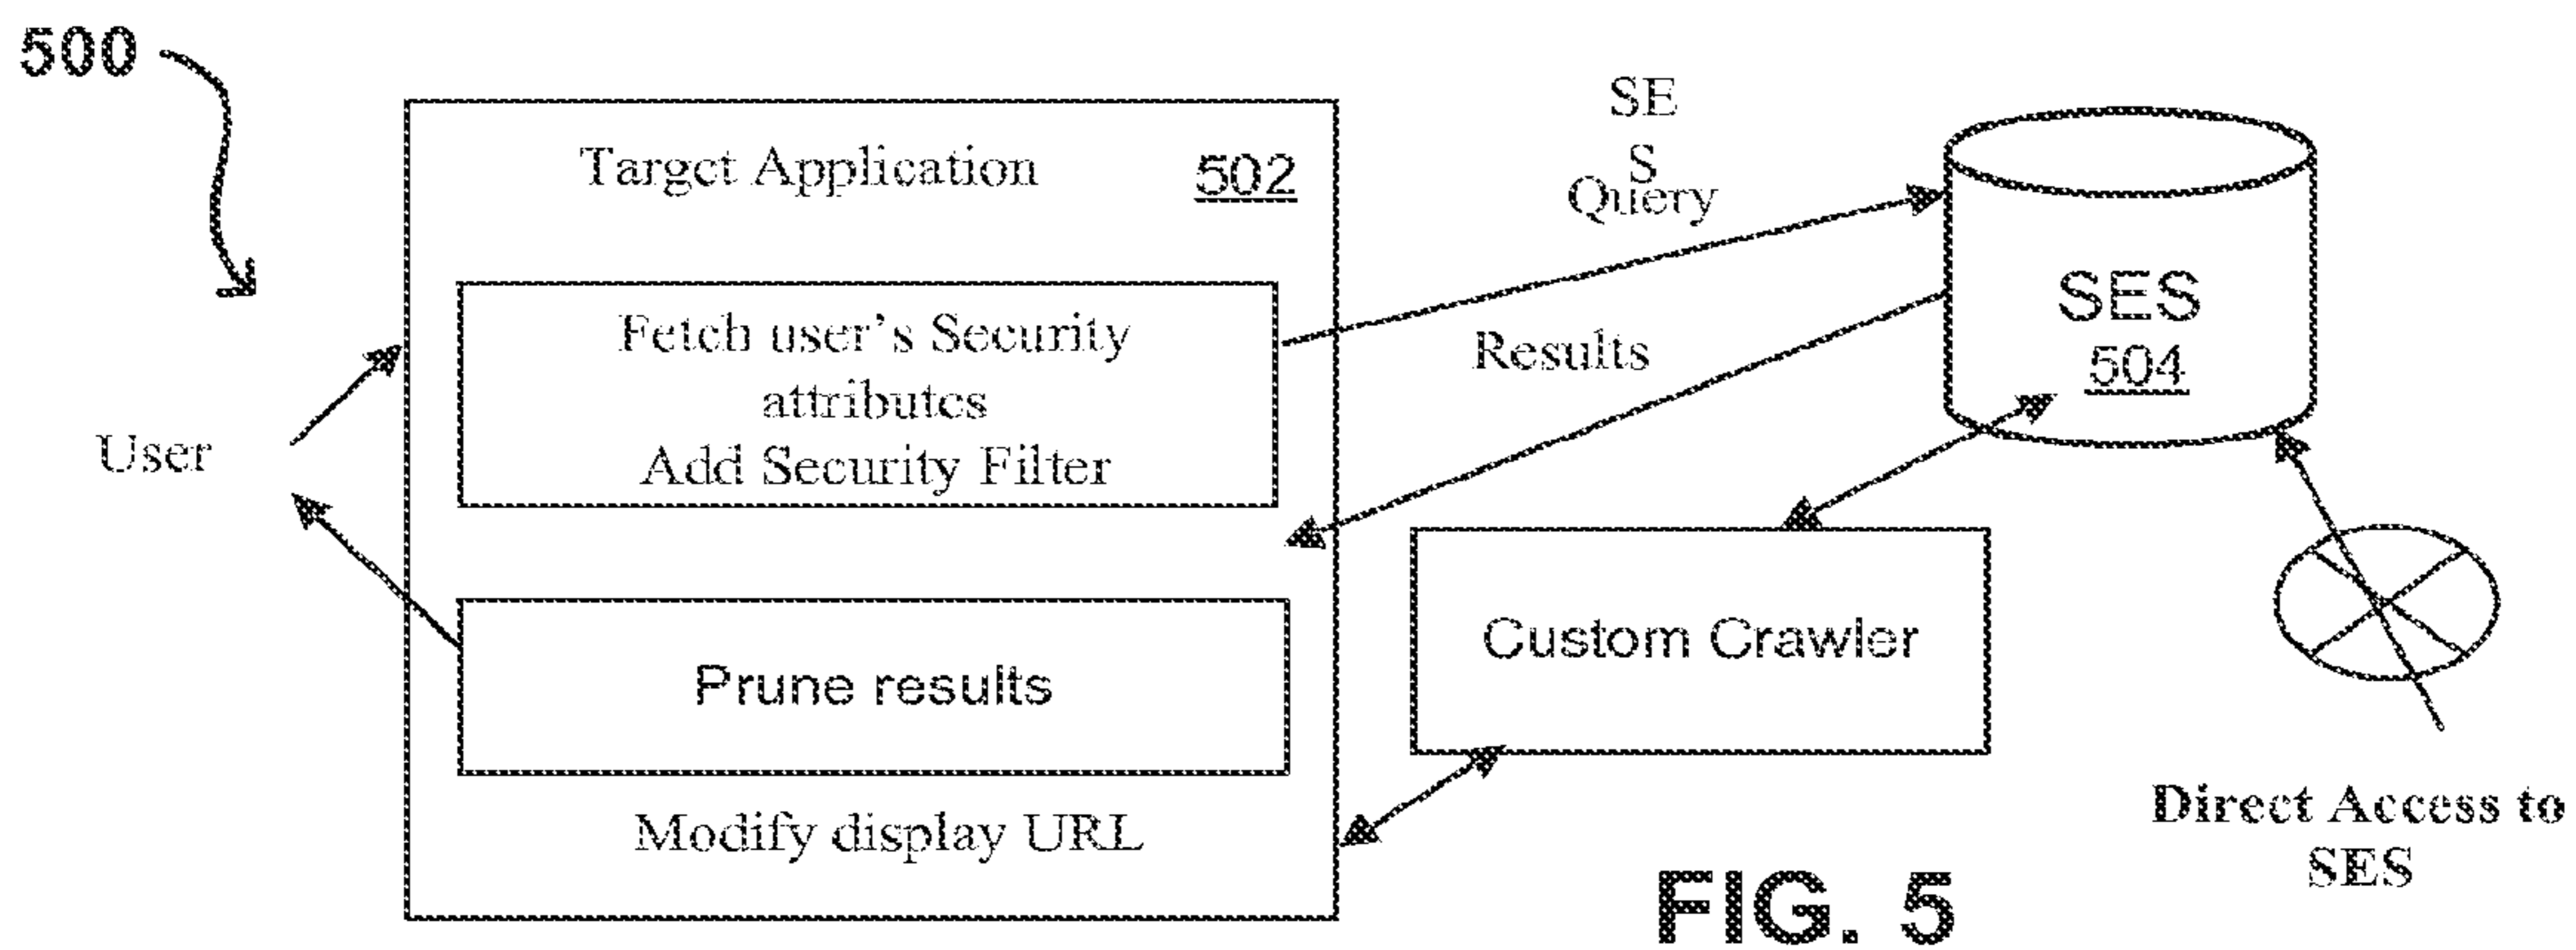 500
Target Application 502
Fetch user's Security
attributes
Add Security Filter
User
Prune results
Modify display URL
SE
S
Query
Results
SES
504
Custom Crawler
Direct Access to
SES
FIG. 5